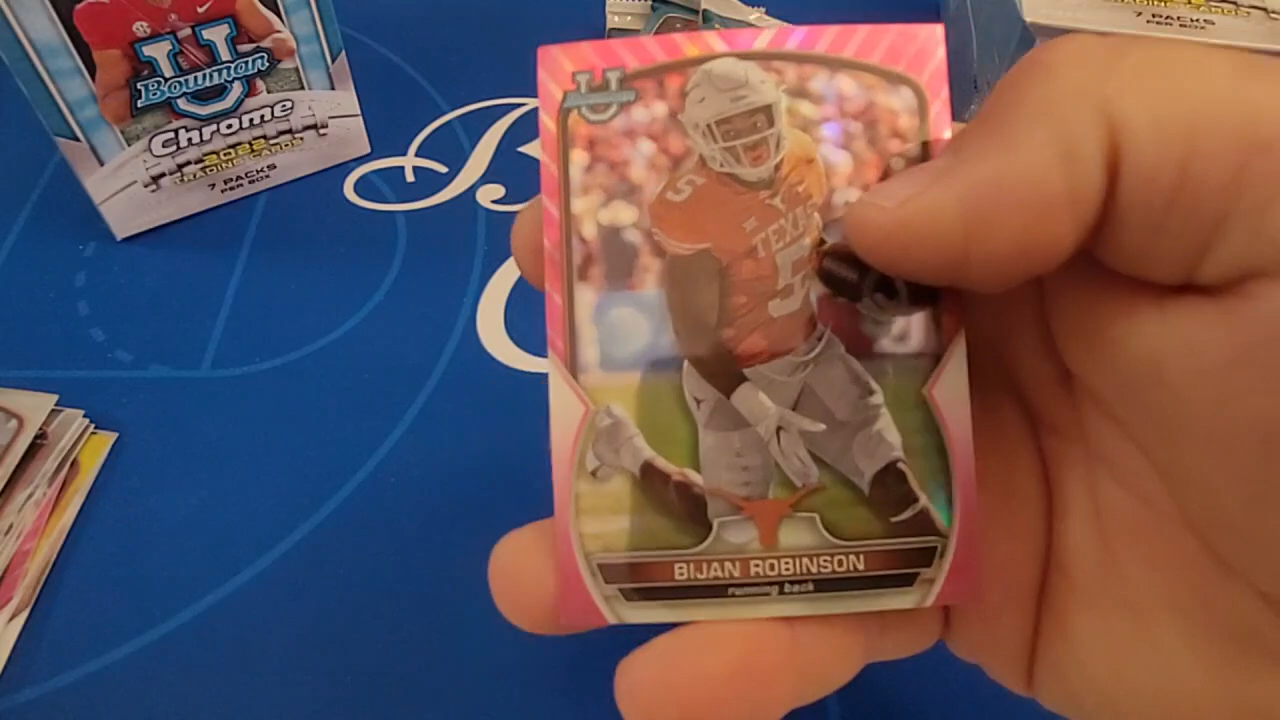 U
Bowman
Chrome
2022
TRADING CARDS
7 PACKS
PER BOX
7 PACKS
PER BOX
U
Bowman
5
TEXAS
5
BIJAN ROBINSON
running back
B